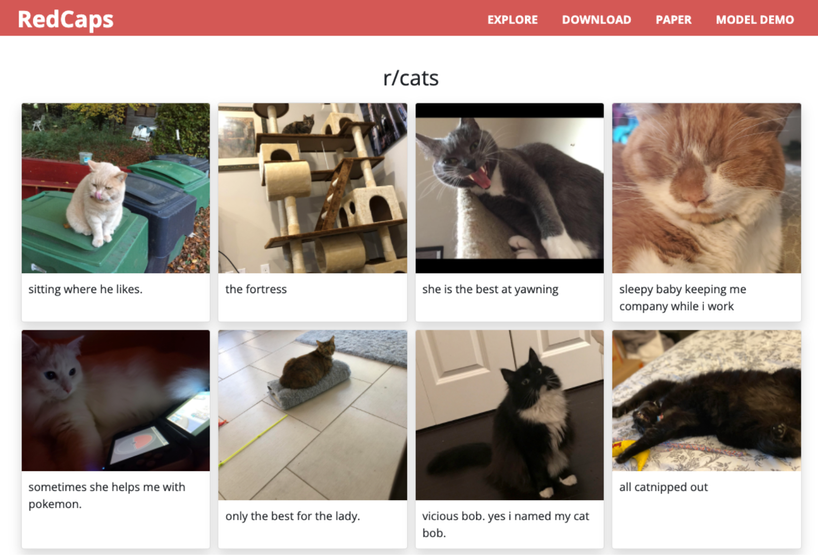 RedCaps
EXPLORE DOWNLOAD PAPER MODEL DEMO
r/cats
sitting where he likes.
the fortress
she is the best at yawning
sleepy baby keeping me
company while i work
sometimes she helps me with
pokemon.
only the best for the lady.
vicious bob. yes i named my cat
bob.
all catnipped out